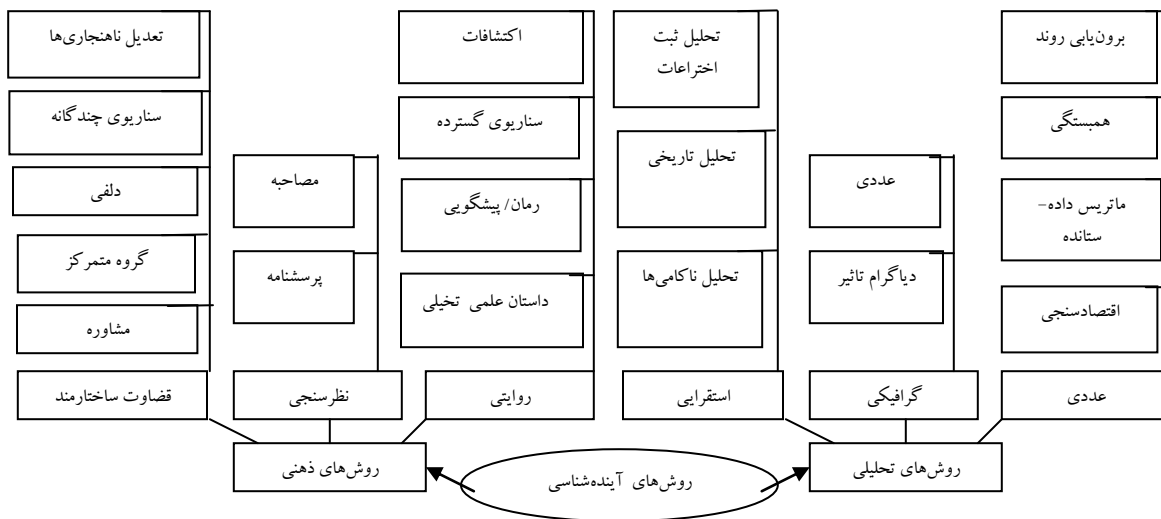 برون‌یابی روند
همبستگی
ماتریس داده-
ستانده
اقتصادسنجی
عددی
عددی
دیاگرام تاثیر
گرافیکی
تحلیل ثبت
اختراعات
تحلیل تاریخی
تحلیل ناکامی‌ها
استقرایی
اکتشافات
سناریوی گسترده
رمان/ پیشگویی
داستان علمی تخیلی
روایتی
مصاحبه
پرسشنامه
نظرسنجی
تعدیل ناهنجاری‌ها
سناریوی چندگانه
دلفی
گروه متمرکز
مشاوره
قضاوت ساختارمند
روش‌های تحلیلی
روش‌های آینده‌شناسی
روش‌های ذهنی